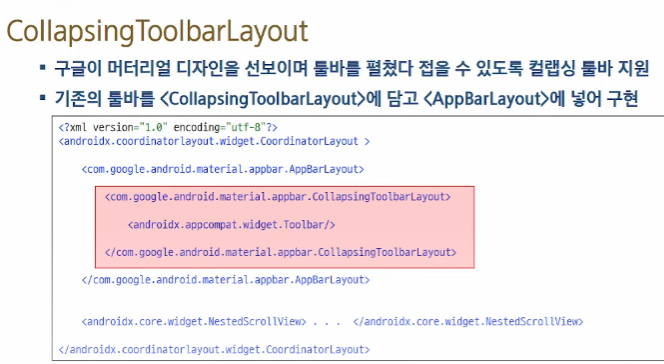 CollapsingToolbarLayout
▪ 구글이 머터리얼 디자인을 선보이며 툴바를 펼쳤다 접을 수 있도록 컬랩싱 툴바 지원
▪ 기존의 툴바를 <CollapsingToolbarLayout>에 담고 <AppBarLayout>에 넣어 구현
<?xml version="1.0" encoding="utf-8"?>
<androidx.coordinatorlayout.widget.CoordinatorLayout >
<com.google.android.material.appbar.AppBarLayout>
<com.google.android.material.appbar.CollapsingToolbarLayout>
<androidx.appcompat.widget.Toolbar/>
</com.google.android.material.appbar.CollapsingToolbarLayout>
</com.google.android.material.appbar.AppBarLayout>
<androidx.core.widget.NestedScrollView> . . . </androidx.core.widget.NestedScrollView>
</androidx.coordinatorlayout.widget.CoordinatorLayout>